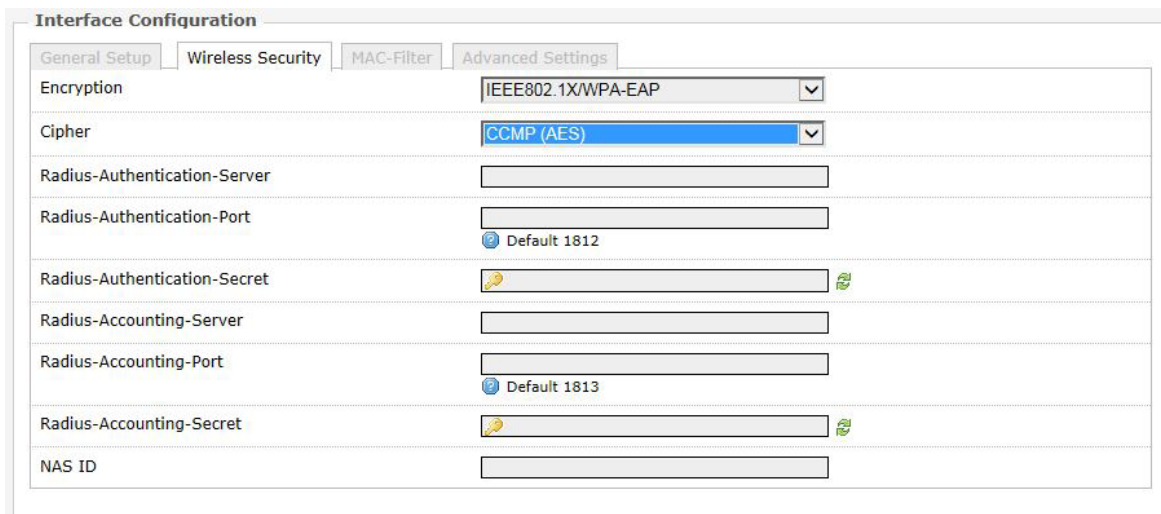 Interface Configuration
General Setup Wireless Security MAC-Filter Advanced Settings
Encryption IEEE802.1X/WPA-EAP
Cipher CCMP (AES)
Radius-Authentication-Server
Radius-Authentication-Port
Default 1812
Radius-Authentication-Secret
Radius-Accounting-Server
Radius-Accounting-Port
Default 1813
Radius-Accounting-Secret
NAS ID